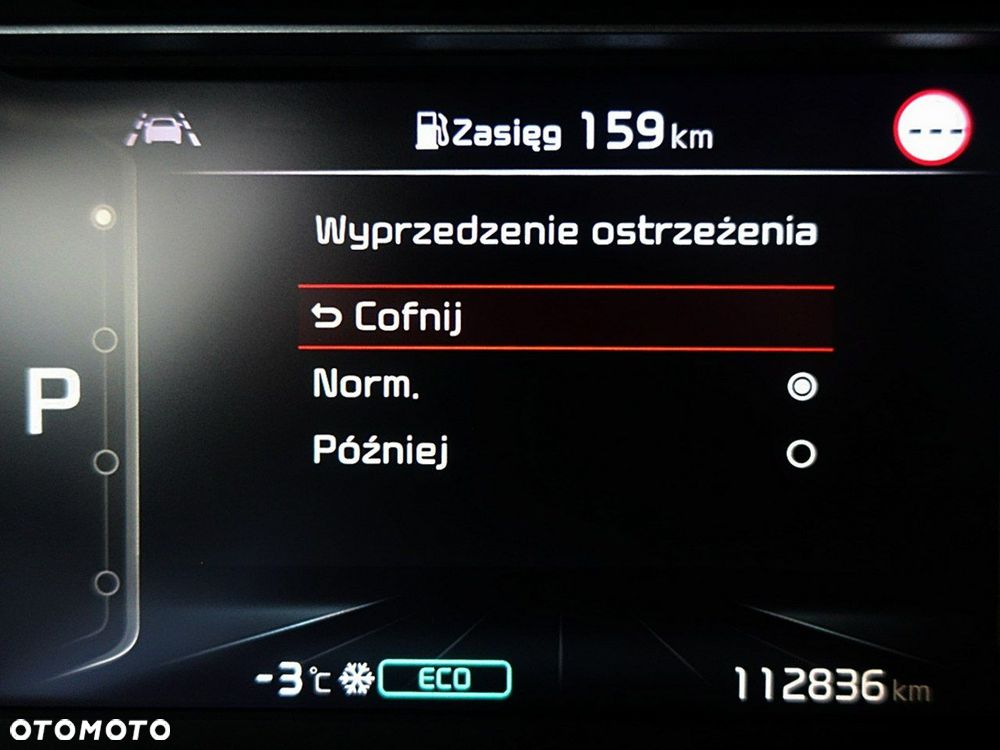 Zasięg 159 km
---
Wyprzedzenie ostrzeżenia
Cofnij
Norm.
Później
P
-3°C ECO
112836 km
OTOMOTO